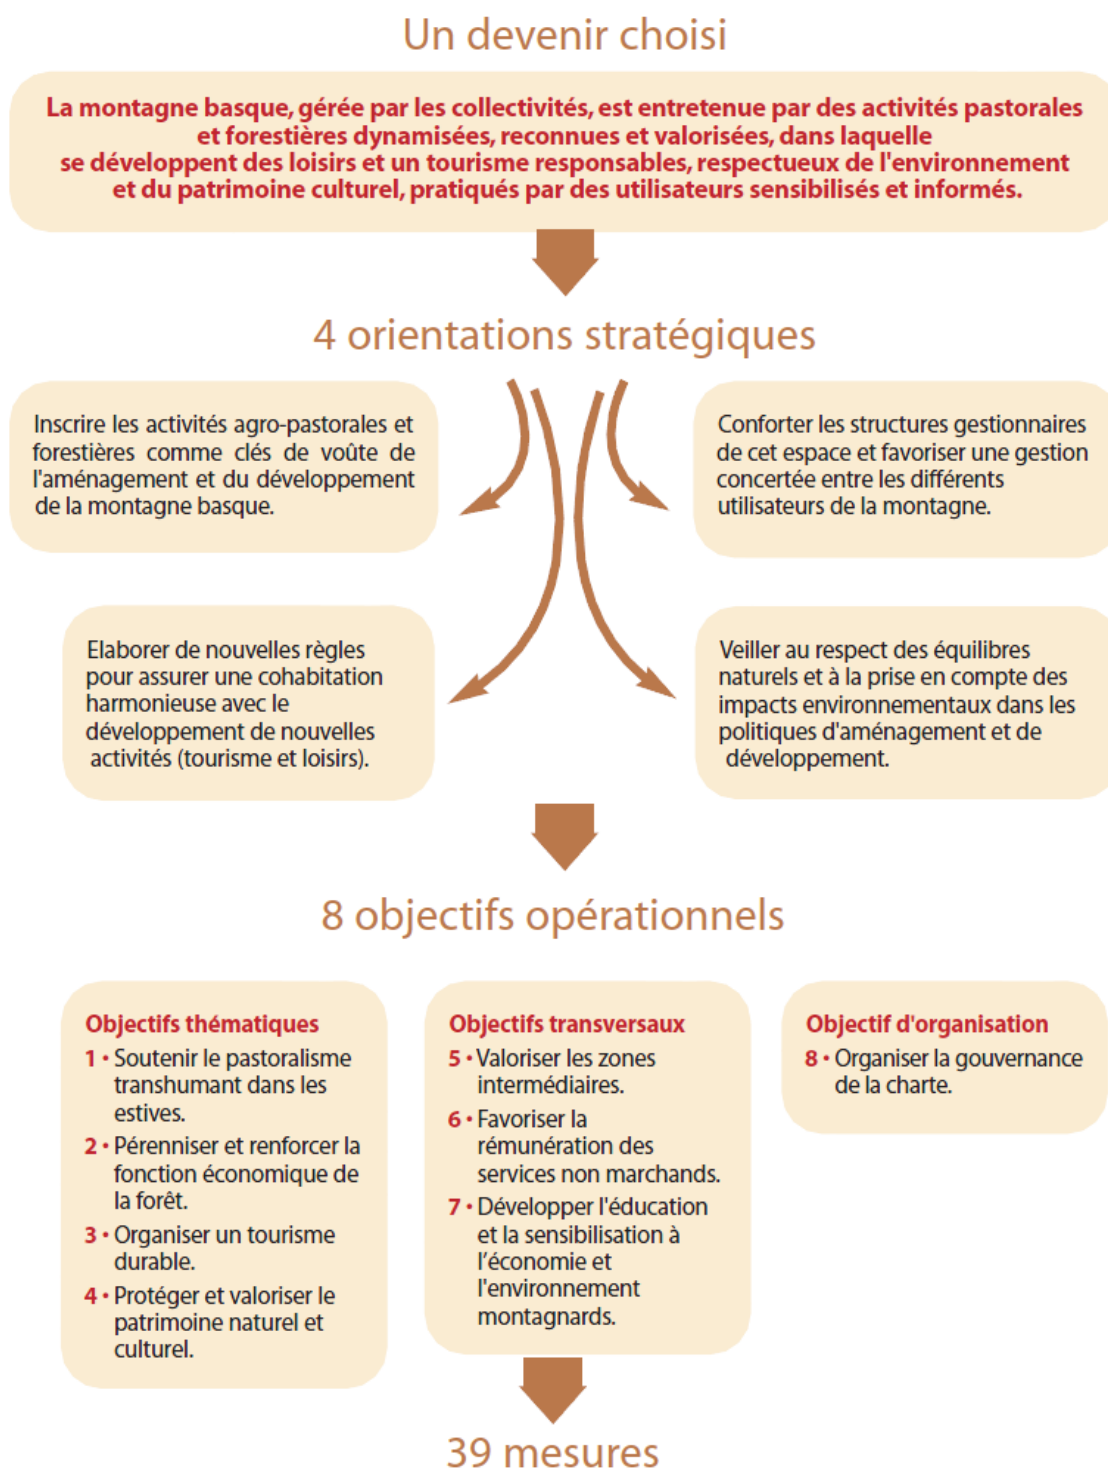 Un devenir choisi
La montagne basque, gérée par les collectivités, est entretenue par des activités pastorales
et forestières dynamisées, reconnues et valorisées, dans laquelle
se développent des loisirs et un tourisme responsables, respectueux de l'environnement
et du patrimoine culturel, pratiqués par des utilisateurs sensibilisés et informés.
4 orientations stratégiques
Inscrire les activités agro-pastorales et
forestières comme clés de voûte de
l'aménagement et du développement
de la montagne basque.
Conforter les structures gestionnaires
de cet espace et favoriser une gestion
concertée entre les différents
utilisateurs de la montagne.
Elaborer de nouvelles règles
pour assurer une cohabitation
harmonieuse avec le
développement de nouvelles
activités (tourisme et loisirs).
Veiller au respect des équilibres
naturels et à la prise en compte des
impacts environnementaux dans les
politiques d'aménagement et de
développement.
8 objectifs opérationnels
Objectifs thématiques
1 • Soutenir le pastoralisme
transhumant dans les
estives.
2 • Pérenniser et renforcer la
fonction économique de
la forêt.
3 • Organiser un tourisme
durable.
4 • Protéger et valoriser le
patrimoine naturel et
culturel.
Objectifs transversaux
5 • Valoriser les zones
intermédiaires.
6 • Favoriser la
rémunération des
services non marchands.
7 • Développer l'éducation
et la sensibilisation à
l’économie et
l'environnement
montagnards.
Objectif d'organisation
8 • Organiser la gouvernance
de la charte.
39 mesures